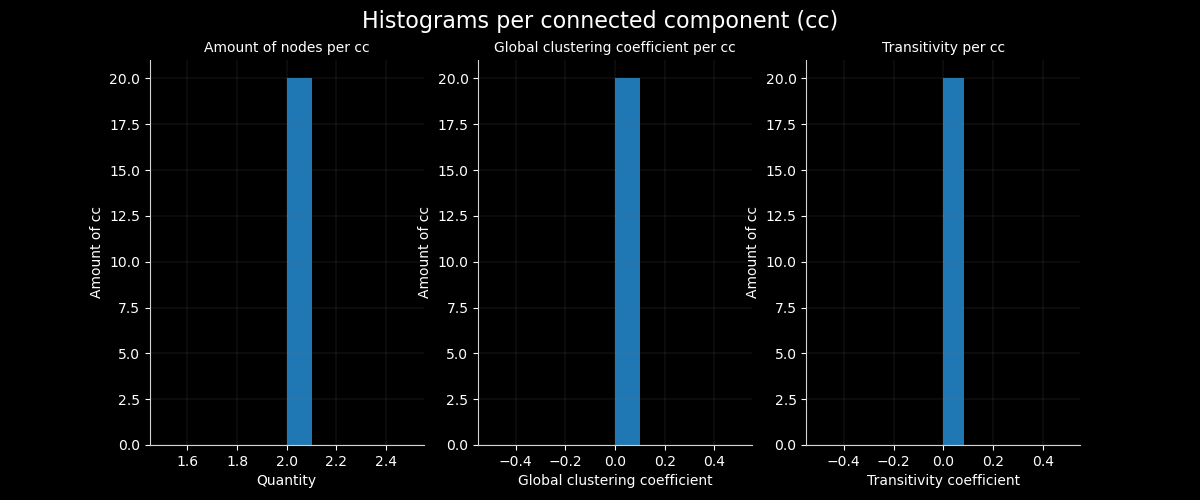 Histograms per connected component (cc)
Amount of nodes per cc
Amount of cc
20.0
17.5
15.0
12.5
10.0
7.5
5.0
2.5
0.0
1.6 1.8 2.0 2.2 2.4
Quantity
Global clustering coefficient per cc
Amount of cc
20.0
17.5
15.0
12.5
10.0
7.5
5.0
2.5
0.0
−0.4 −0.2 0.0 0.2 0.4
Global clustering coefficient
Transitivity per cc
Amount of cc
20.0
17.5
15.0
12.5
10.0
7.5
5.0
2.5
0.0
−0.4 −0.2 0.0 0.2 0.4
Transitivity coefficient